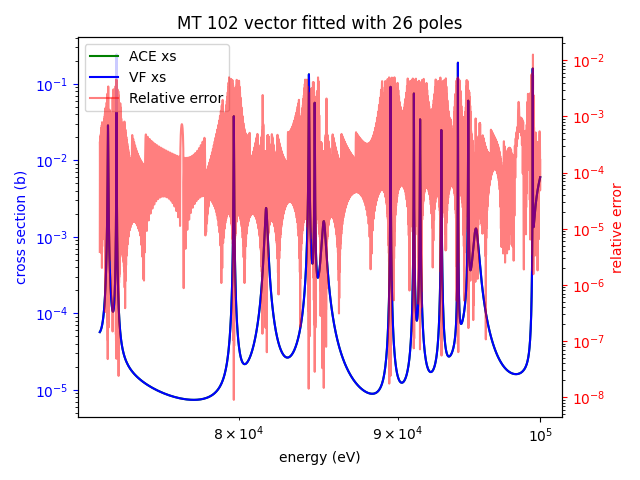 MT 102 vector fitted with 26 poles
ACE xs
VF xs
Relative error
10⁻¹
10⁻²
10⁻³
10⁻⁴
10⁻⁵
cross section (b)
10⁻²
10⁻³
10⁻⁴
10⁻⁵
10⁻⁶
10⁻⁷
10⁻⁸
relative error
8 × 10⁴
9 × 10⁴
10⁵
energy (eV)